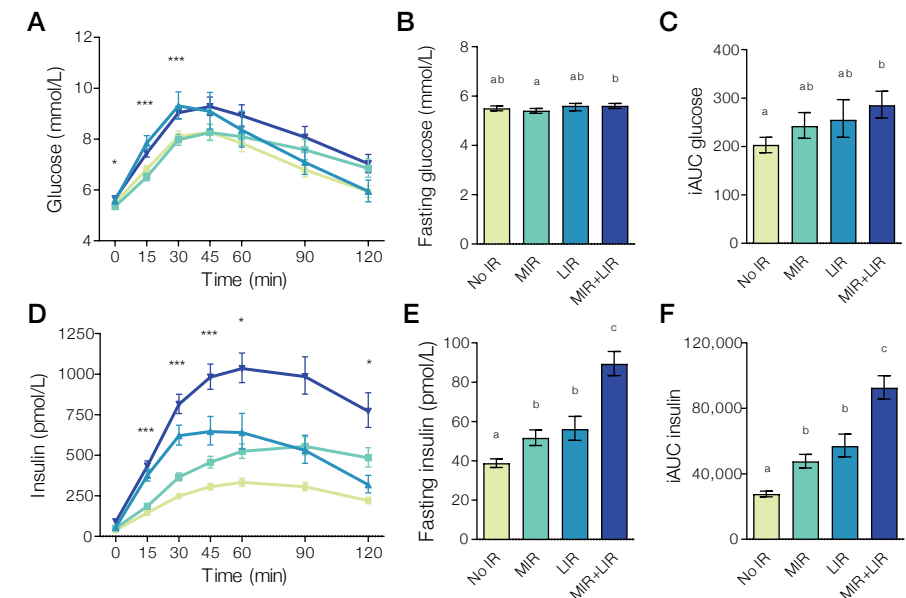 A
Glucose (mmol/L)
12
10
8
6
4
*
***
***
0 15 30 45 60 90 120
Time (min)
B
Fasting glucose (mmol/L)
8
6
4
2
0
ab a ab b
No IR MIR LIR MIR+LIR
C
iAUC glucose
400
300
200
100
0
a ab ab b
No IR MIR LIR MIR+LIR
D
Insulin (pmol/L)
1250
1000
750
500
250
0
***
***
***
*
*
0 15 30 45 60 90 120
Time (min)
E
Fasting insulin (pmol/L)
100
80
60
40
20
0
a b b c
No IR MIR LIR MIR+LIR
F
iAUC insulin
120,000
80,000
40,000
0
a b b c
No IR MIR LIR MIR+LIR